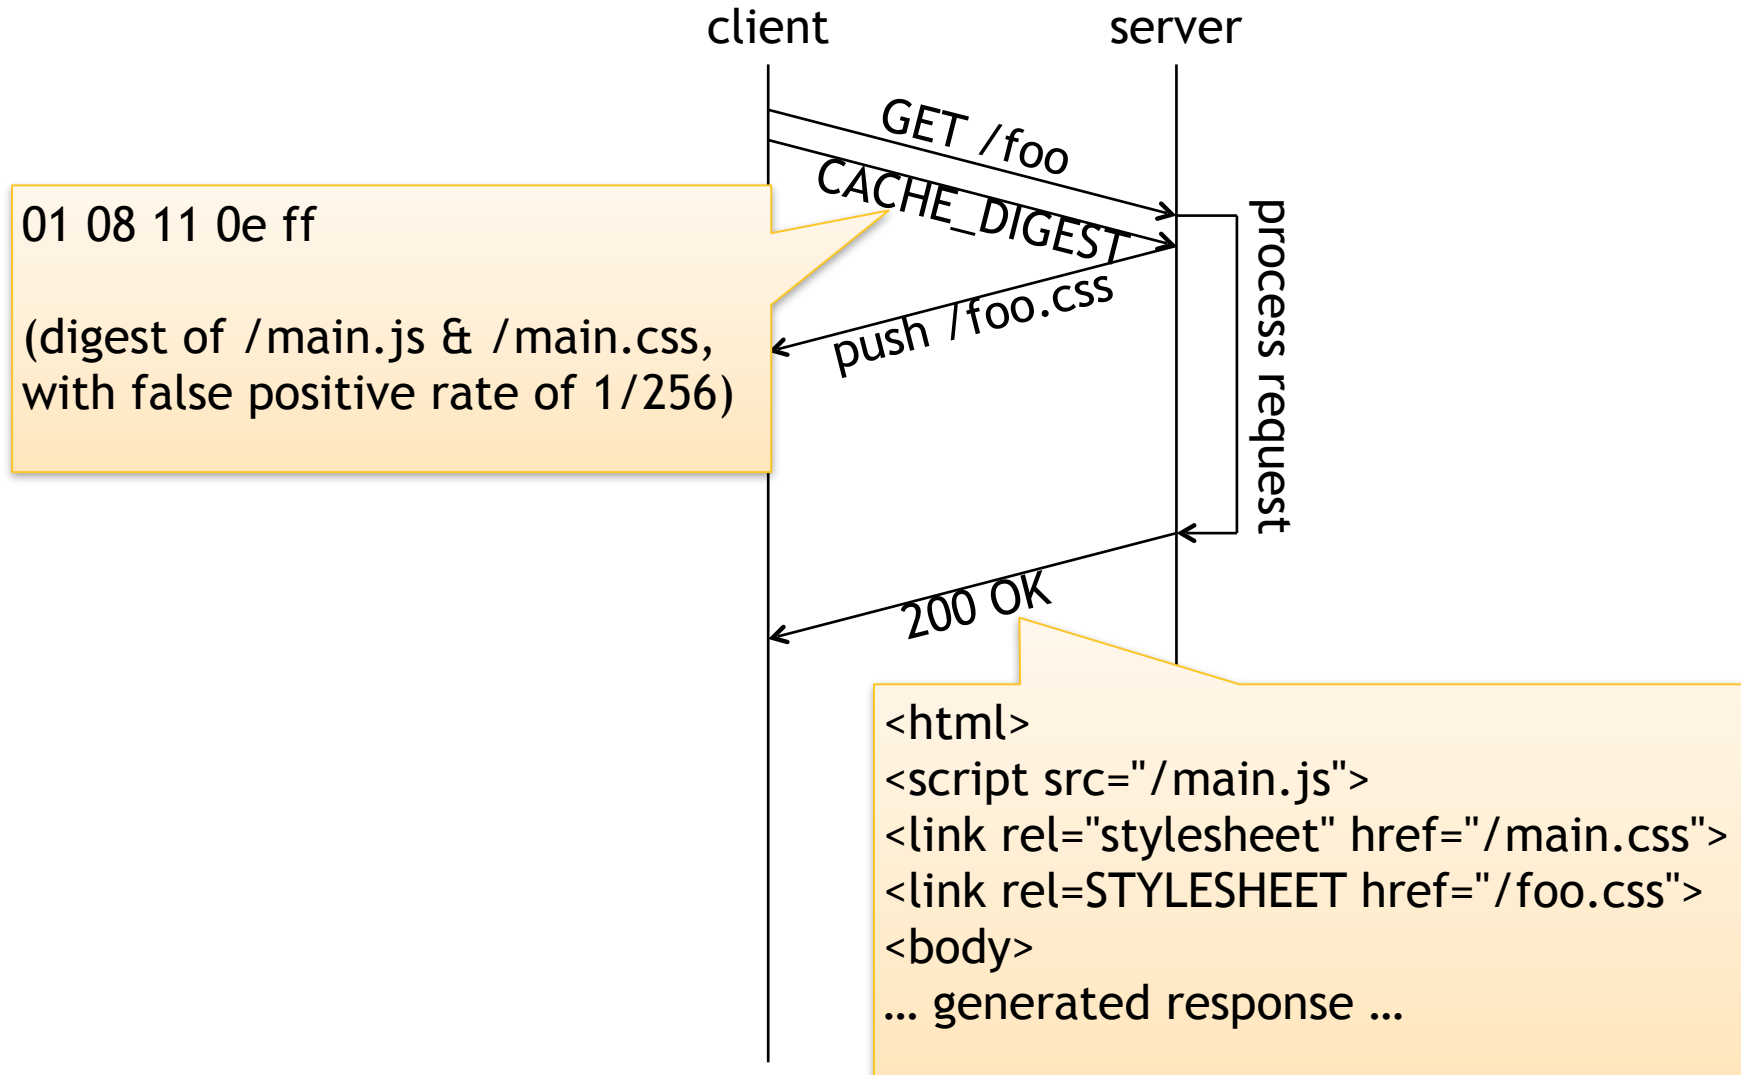 client
server
GET /foo
CACHE_DIGEST
01 08 11 0e ff
(digest of /main.js & /main.css,
with false positive rate of 1/256)
push /foo.css
process request
200 OK
<html>
<script src="/main.js">
<link rel="stylesheet" href="/main.css">
<link rel=STYLESHEET href="/foo.css">
<body>
… generated response …